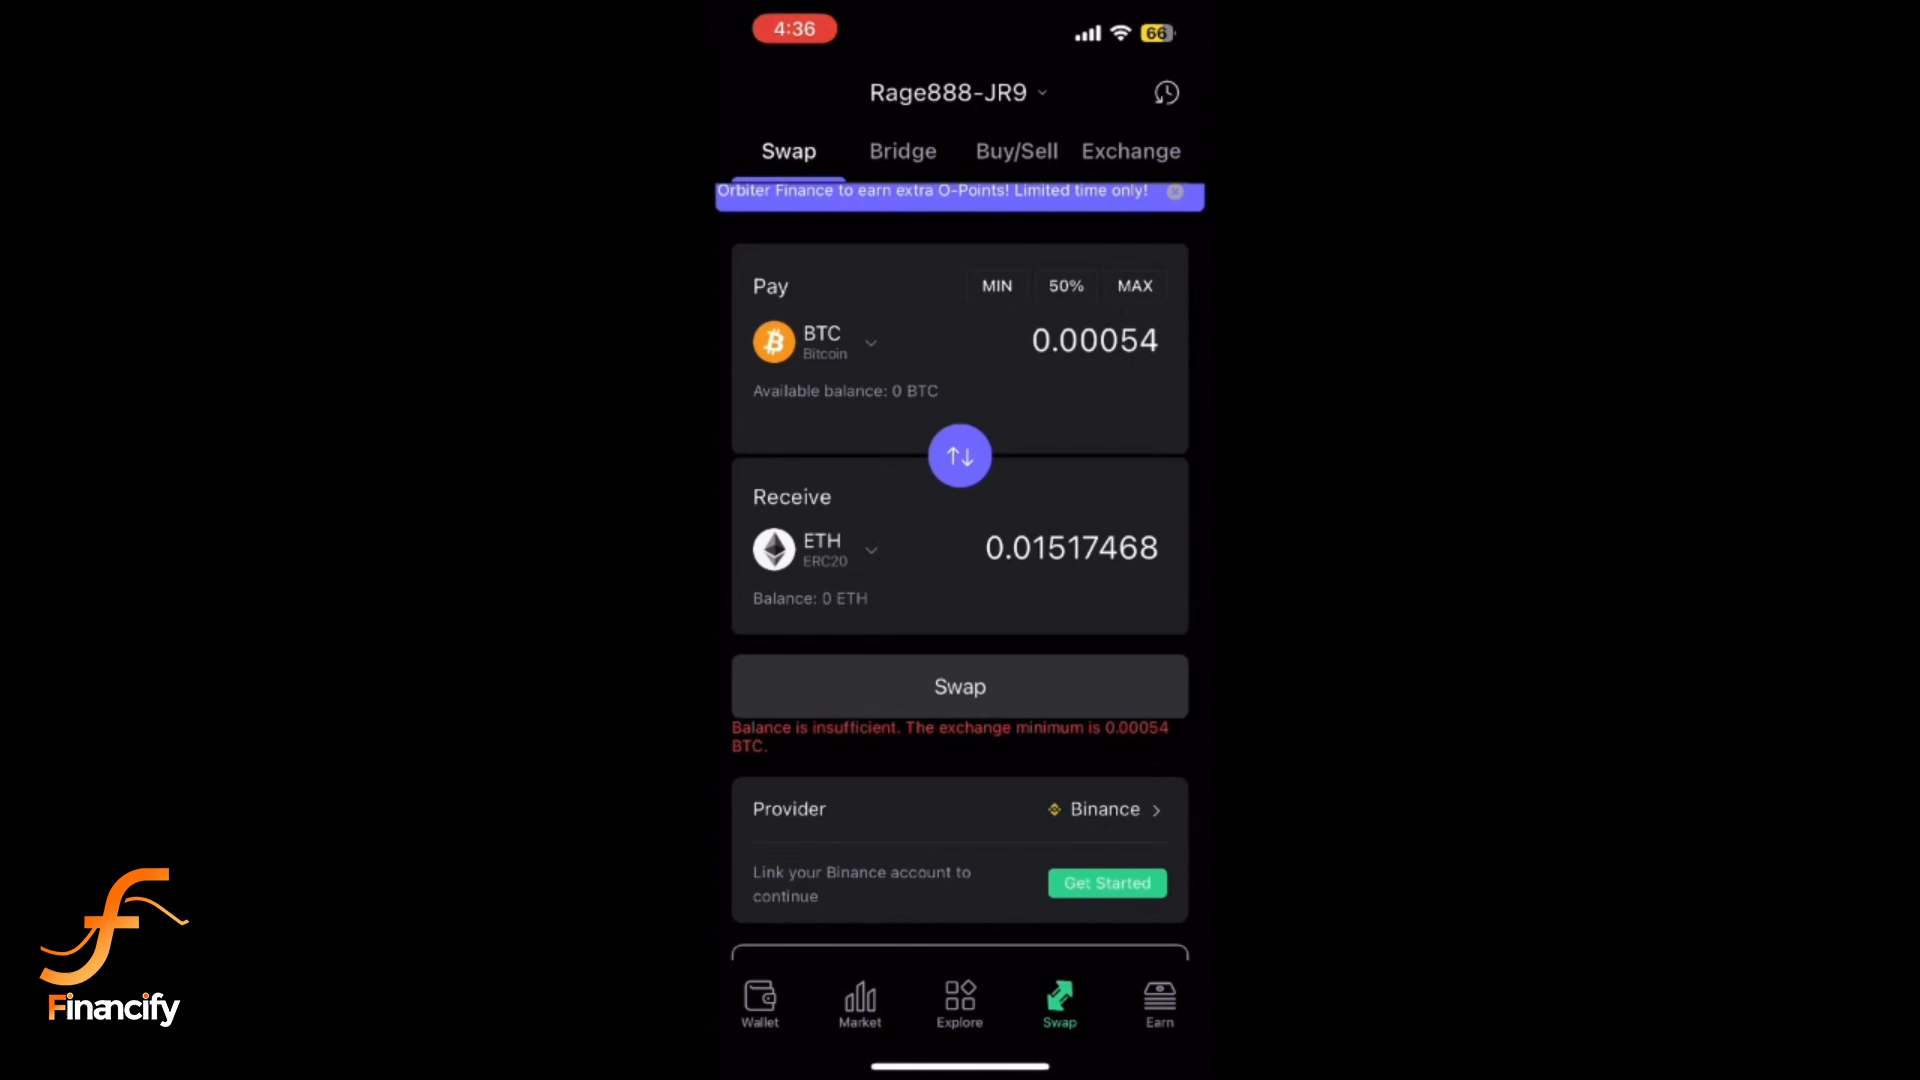 4:36
66
Rage888-JR9
Swap Bridge Buy/Sell Exchange
Orbiter Finance to earn extra O-Points! Limited time only!
Pay MIN 50% MAX
BTC
Bitcoin
0.00054
Available balance: 0 BTC
Receive
ETH
ERC20
0.01517468
Balance: 0 ETH
Swap
Balance is insufficient. The exchange minimum is 0.00054
BTC.
Provider Binance
Link your Binance account to
continue
Get Started
Wallet Market Explore Swap Earn
Financify